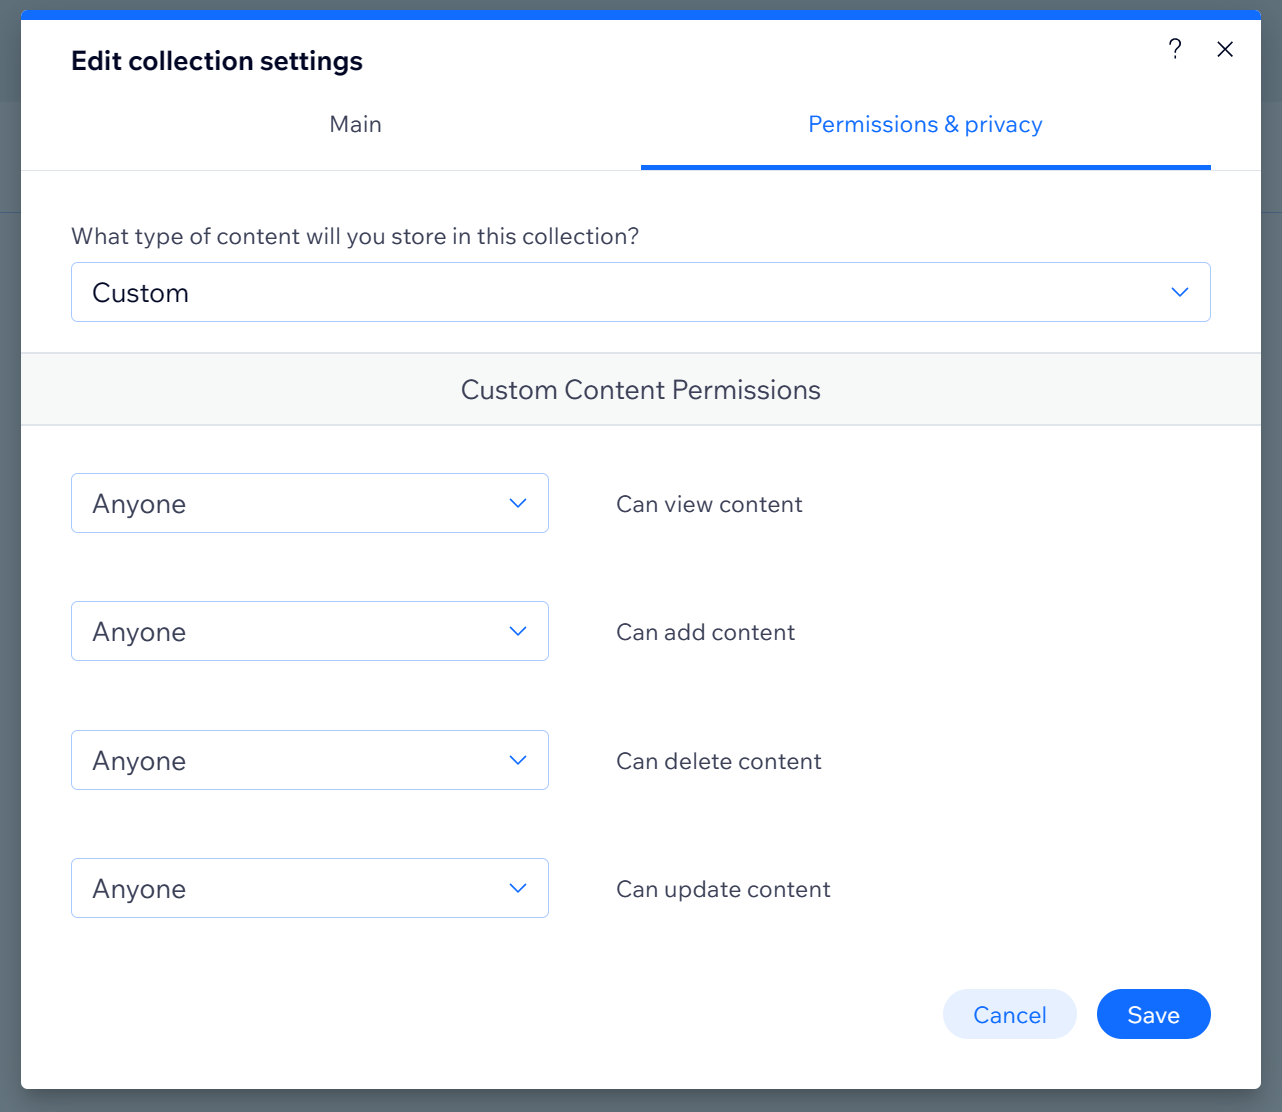 Edit collection settings
?
Main
Permissions & privacy
What type of content will you store in this collection?
Custom
Custom Content Permissions
Anyone
Can view content
Anyone
Can add content
Anyone
Can delete content
Anyone
Can update content
Cancel
Save